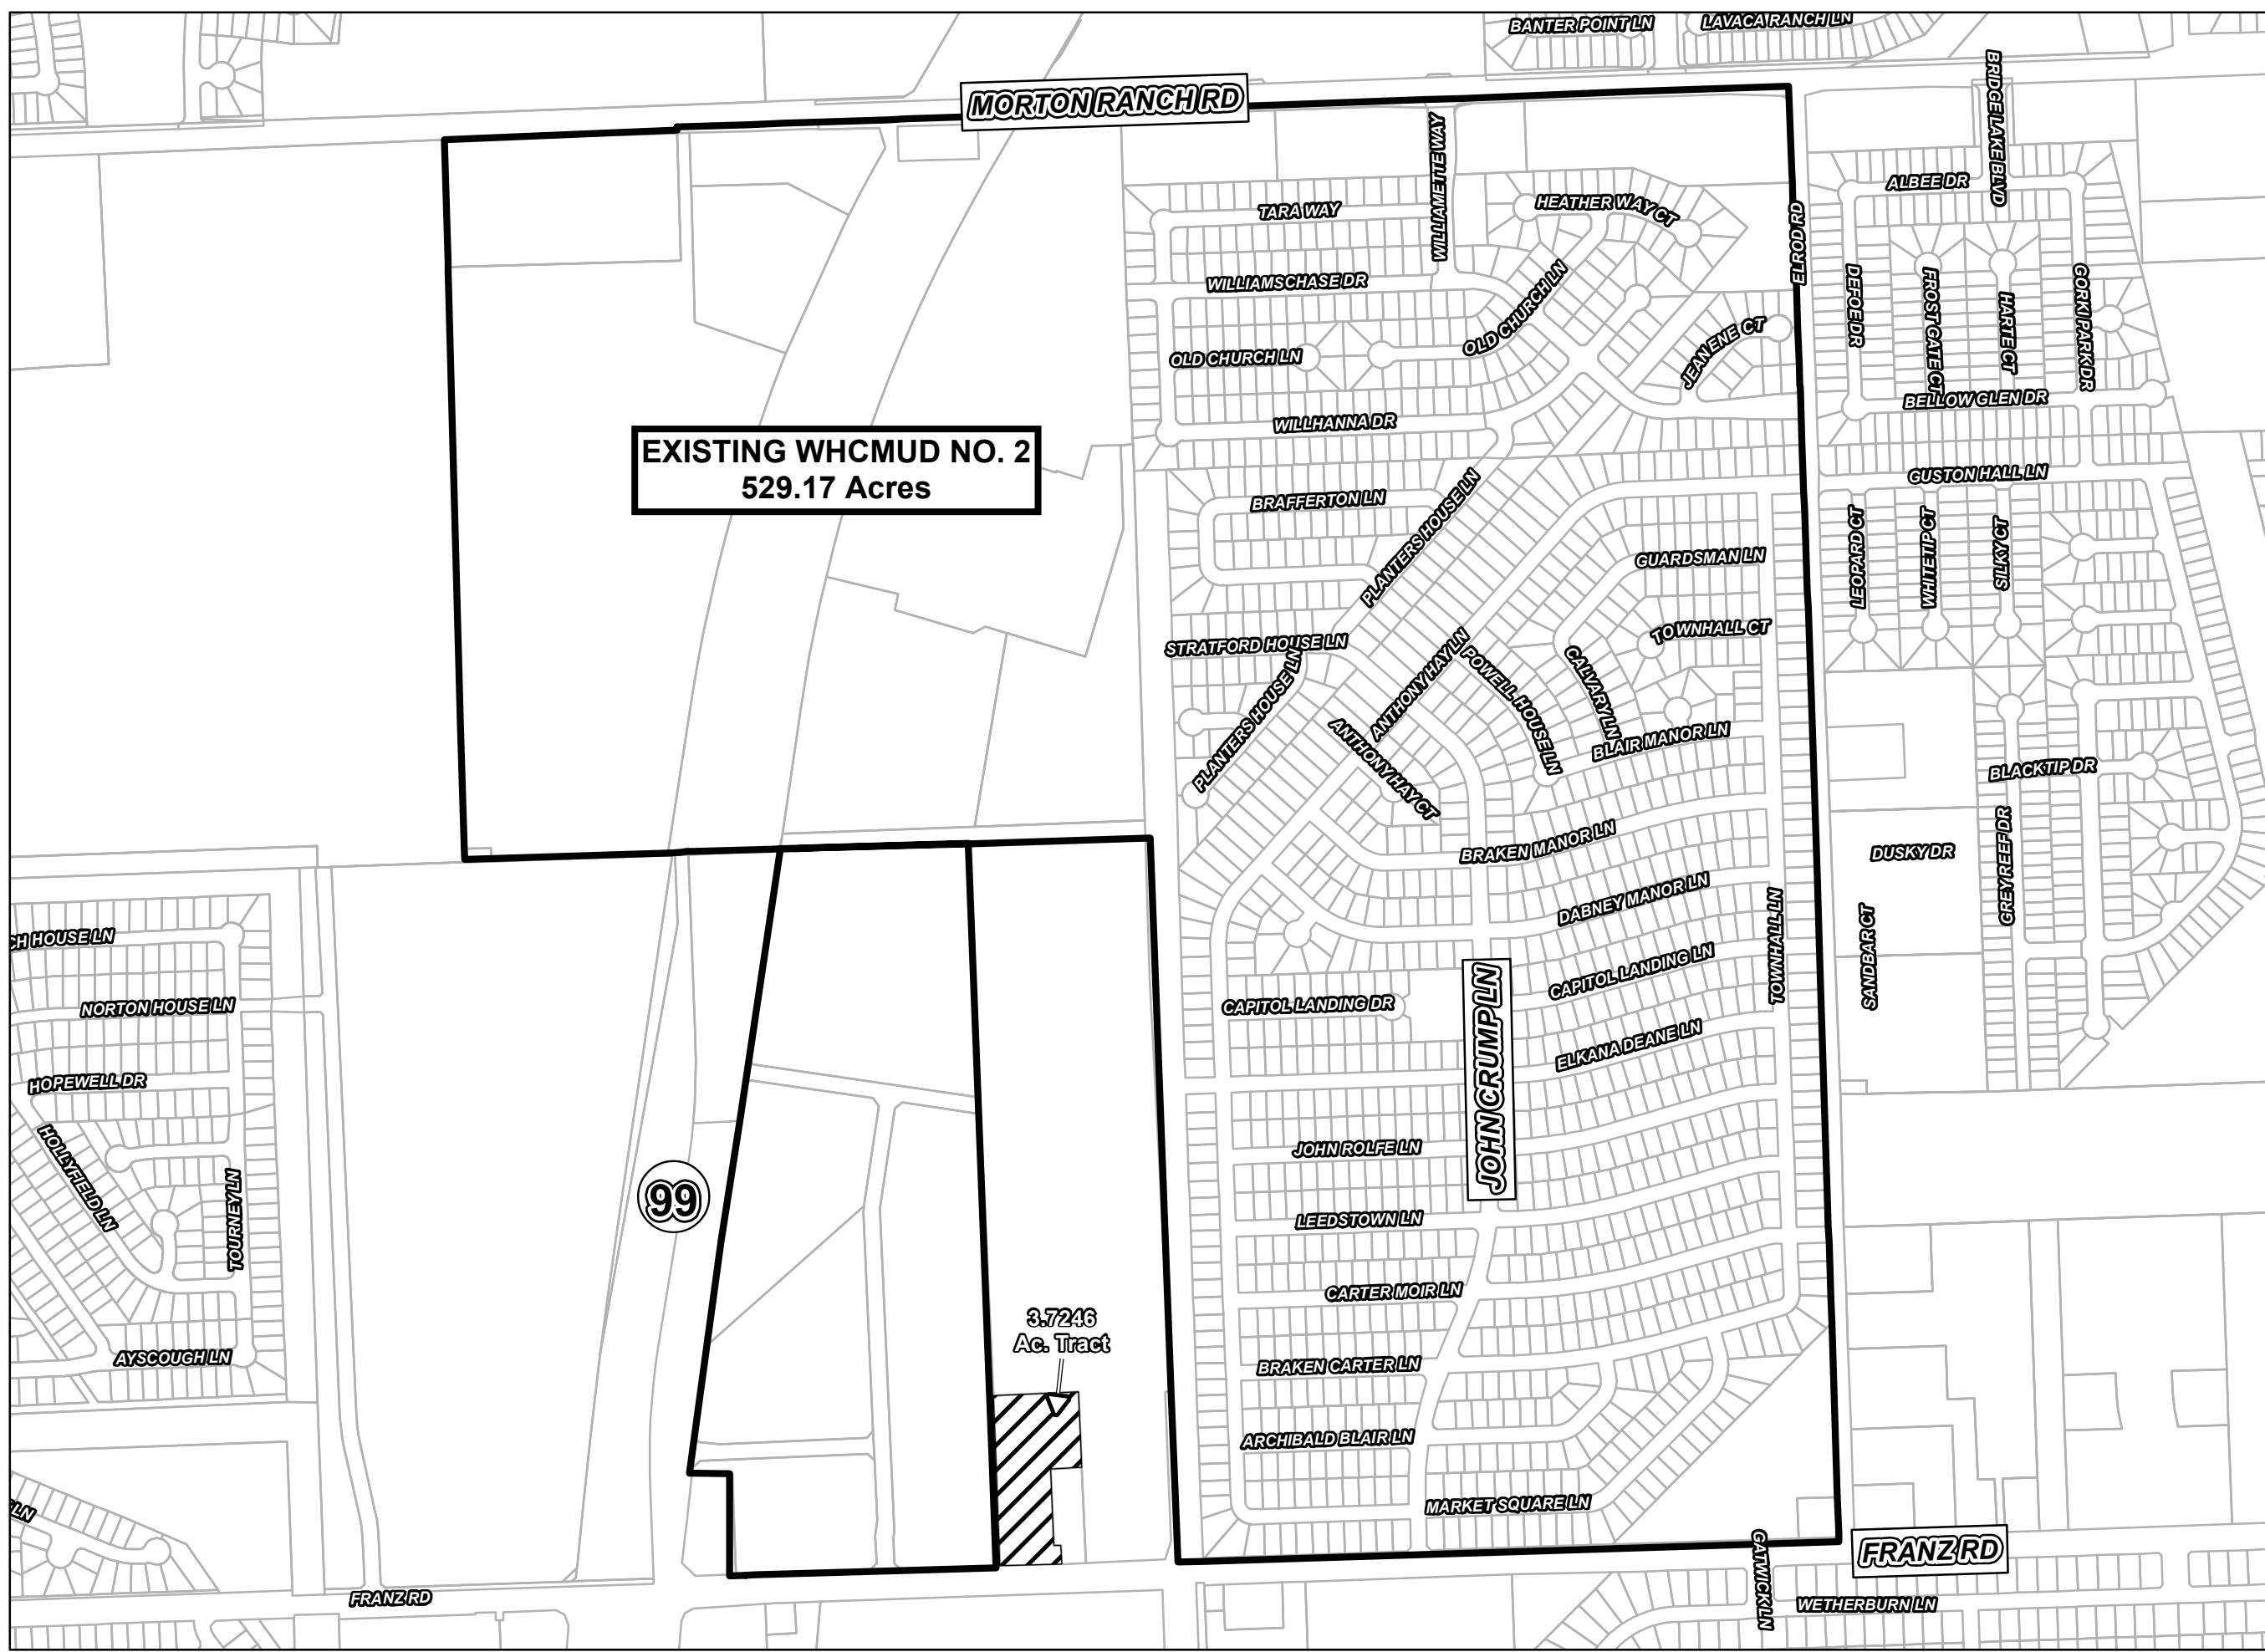 BANTER POINT LN
LAVACA RANCH LN
MORTON RANCH RD
BRIDGE LAKE BLVD
WILLIAMETTE WAY
ALBEE DR
TARA WAY
HEATHER WAY CT
ELROD RD
WILLIAMSCHASE DR
OLD CHURCH LN
DEFOE DR
FROST GATE CT
HARTE CT
GORKI PARK DR
OLD CHURCH LN
JEAN ENE CT
BELLOW GLEN DR
WILLHANNA DR
EXISTING WHCMUD NO. 2
529.17 Acres
GUSTON HALL LN
BRAFFERTON LN
PLANTERS HOUSE LN
LEOPARD CT
WHITETIP CT
SILKY CT
GUARDSMAN LN
STRATFORD HOUSE LN
TOWNHALL CT
PLANTERS HOUSE LN
ANTHONY HAY LN
POWELL HOUSE LN
CALVARY LN
ANTHONY HAY CT
BLAIR MANOR LN
BLACKTIP DR
BRAKEN MANOR LN
DUSKY DR
GREY REEF DR
DABNEY MANOR LN
TOWNHALL LN
SANDBAR CT
CH HOUSE LN
NORTON HOUSE LN
CAPITOL LANDING LN
CAPITOL LANDING DR
JOHN CRUMP LN
ELKANA DEANE LN
HOPEWELL DR
HOLLYFIELD LN
TOURNEY LN
JOHN ROLFE LN
99
LEEDSTOWN LN
CARTER MOIR LN
3.7246
Ac. Tract
AYSCOUGH LN
BRAKEN CARTER LN
ARCHIBALD BLAIR LN
MARKET SQUARE LN
LN
FRANZ RD
GATWICK LN
FRANZ RD
WETHERBURN LN